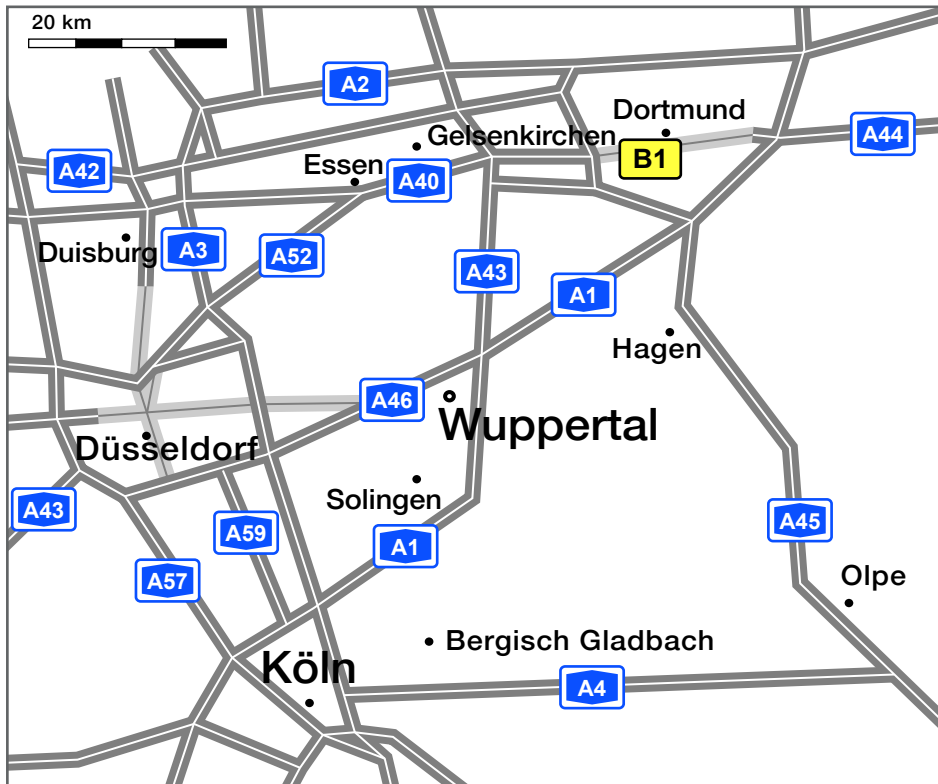 20 km
A2
Dortmund
Gelsenkirchen
A44
B1
Essen
A42
A40
Duisburg
A3
A52
A43
A1
Hagen
A46
Wuppertal
Düsseldorf
Solingen
A43
A59
A1
A45
A57
Olpe
Bergisch Gladbach
Köln
A4